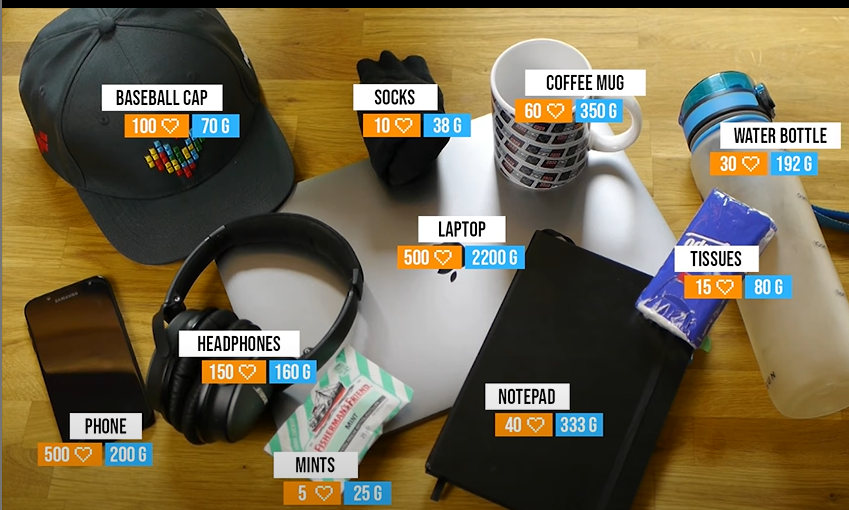 BASEBALL CAP
100 70 G
SOCKS
10 38 G
COFFEE MUG
60 350 G
WATER BOTTLE
30 192 G
LAPTOP
500 2200 G
TISSUES
15 80 G
SAMSUNG
HEADPHONES
150 160 G
FISHERMAN'S FRIEND
MINT
NOTEPAD
40 333 G
PHONE
500 200 G
MINTS
5 25 G